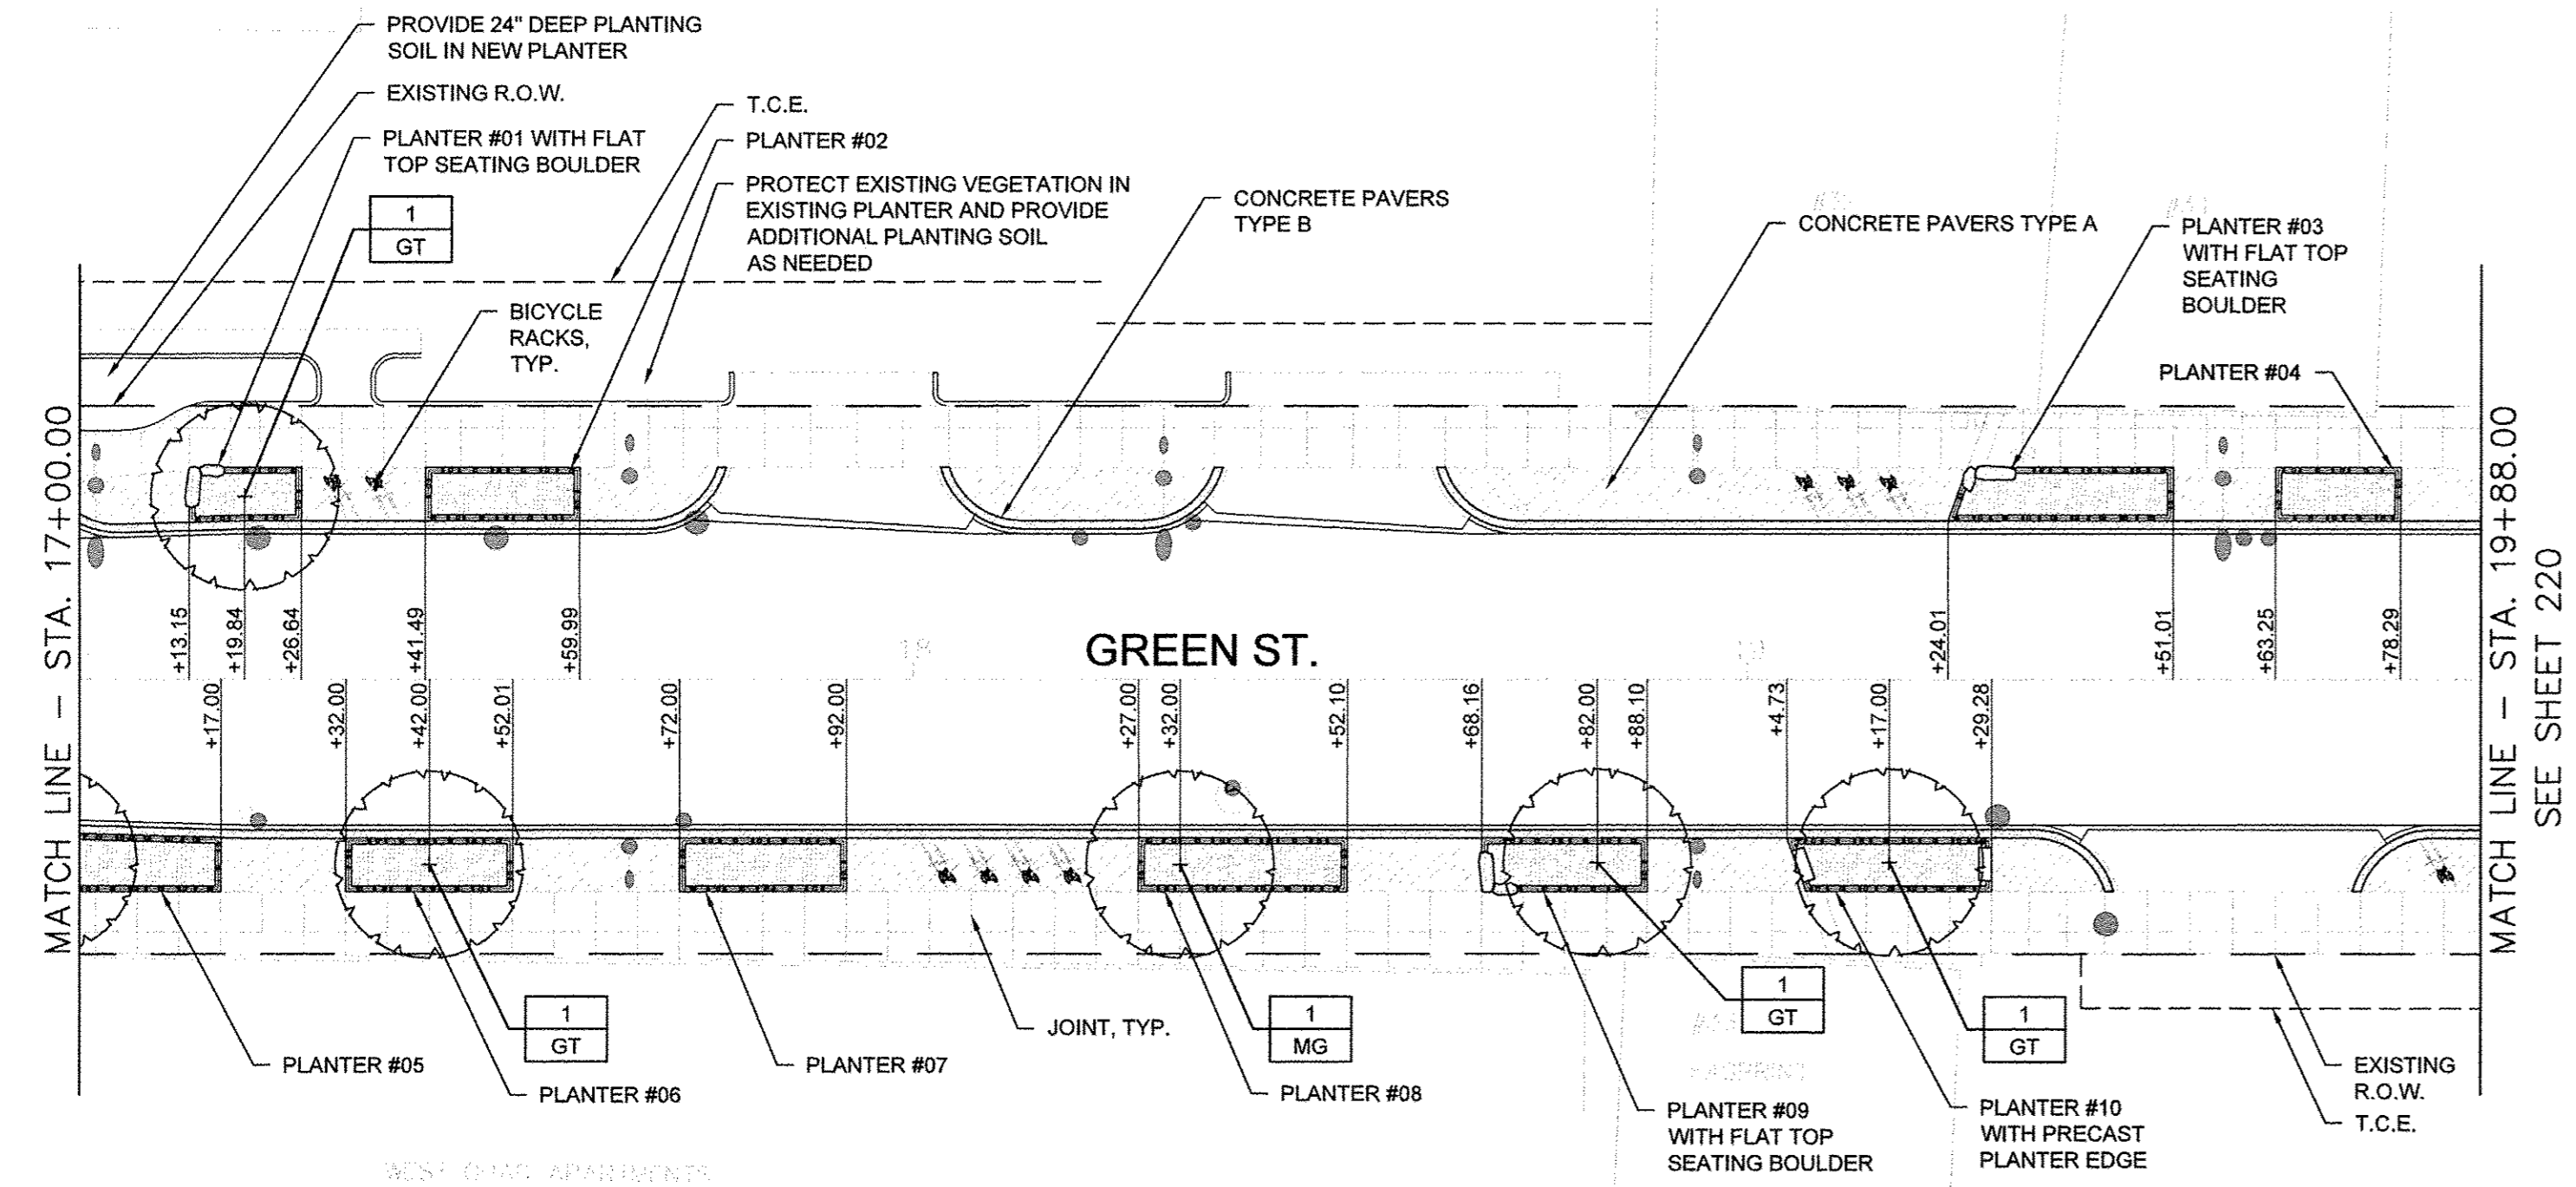 PROVIDE 24" DEEP PLANTING
SOIL IN NEW PLANTER
EXISTING R.O.W.
PLANTER #01 WITH FLAT
TOP SEATING BOULDER
1
GT
T.C.E.
PLANTER #02
PROTECT EXISTING VEGETATION IN
EXISTING PLANTER AND PROVIDE
ADDITIONAL PLANTING SOIL
AS NEEDED
BICYCLE
RACKS,
TYP.
CONCRETE PAVERS
TYPE B
CONCRETE PAVERS TYPE A
PLANTER #03
WITH FLAT TOP
SEATING
BOULDER
PLANTER #04
MATCH LINE - STA. 17+00.00
+13.15
+19.84
+26.64
+41.49
+59.99
18
GREEN ST.
19
+24.01
+51.01
+63.25
+78.29
MATCH LINE - STA. 19+88.00
SEE SHEET 220
+17.00
+32.00
+42.00
+52.01
+72.00
+92.00
+27.00
+32.00
+52.10
+68.16
+82.00
+88.10
+4.73
+17.00
+29.28
PLANTER #05
1
GT
PLANTER #06
PLANTER #07
JOINT, TYP.
1
MG
PLANTER #08
1
GT
PLANTER #09
WITH FLAT TOP
SEATING BOULDER
1
GT
PLANTER #10
WITH PRECAST
PLANTER EDGE
EXISTING
R.O.W.
T.C.E.
WEST QUAD APARTMENTS